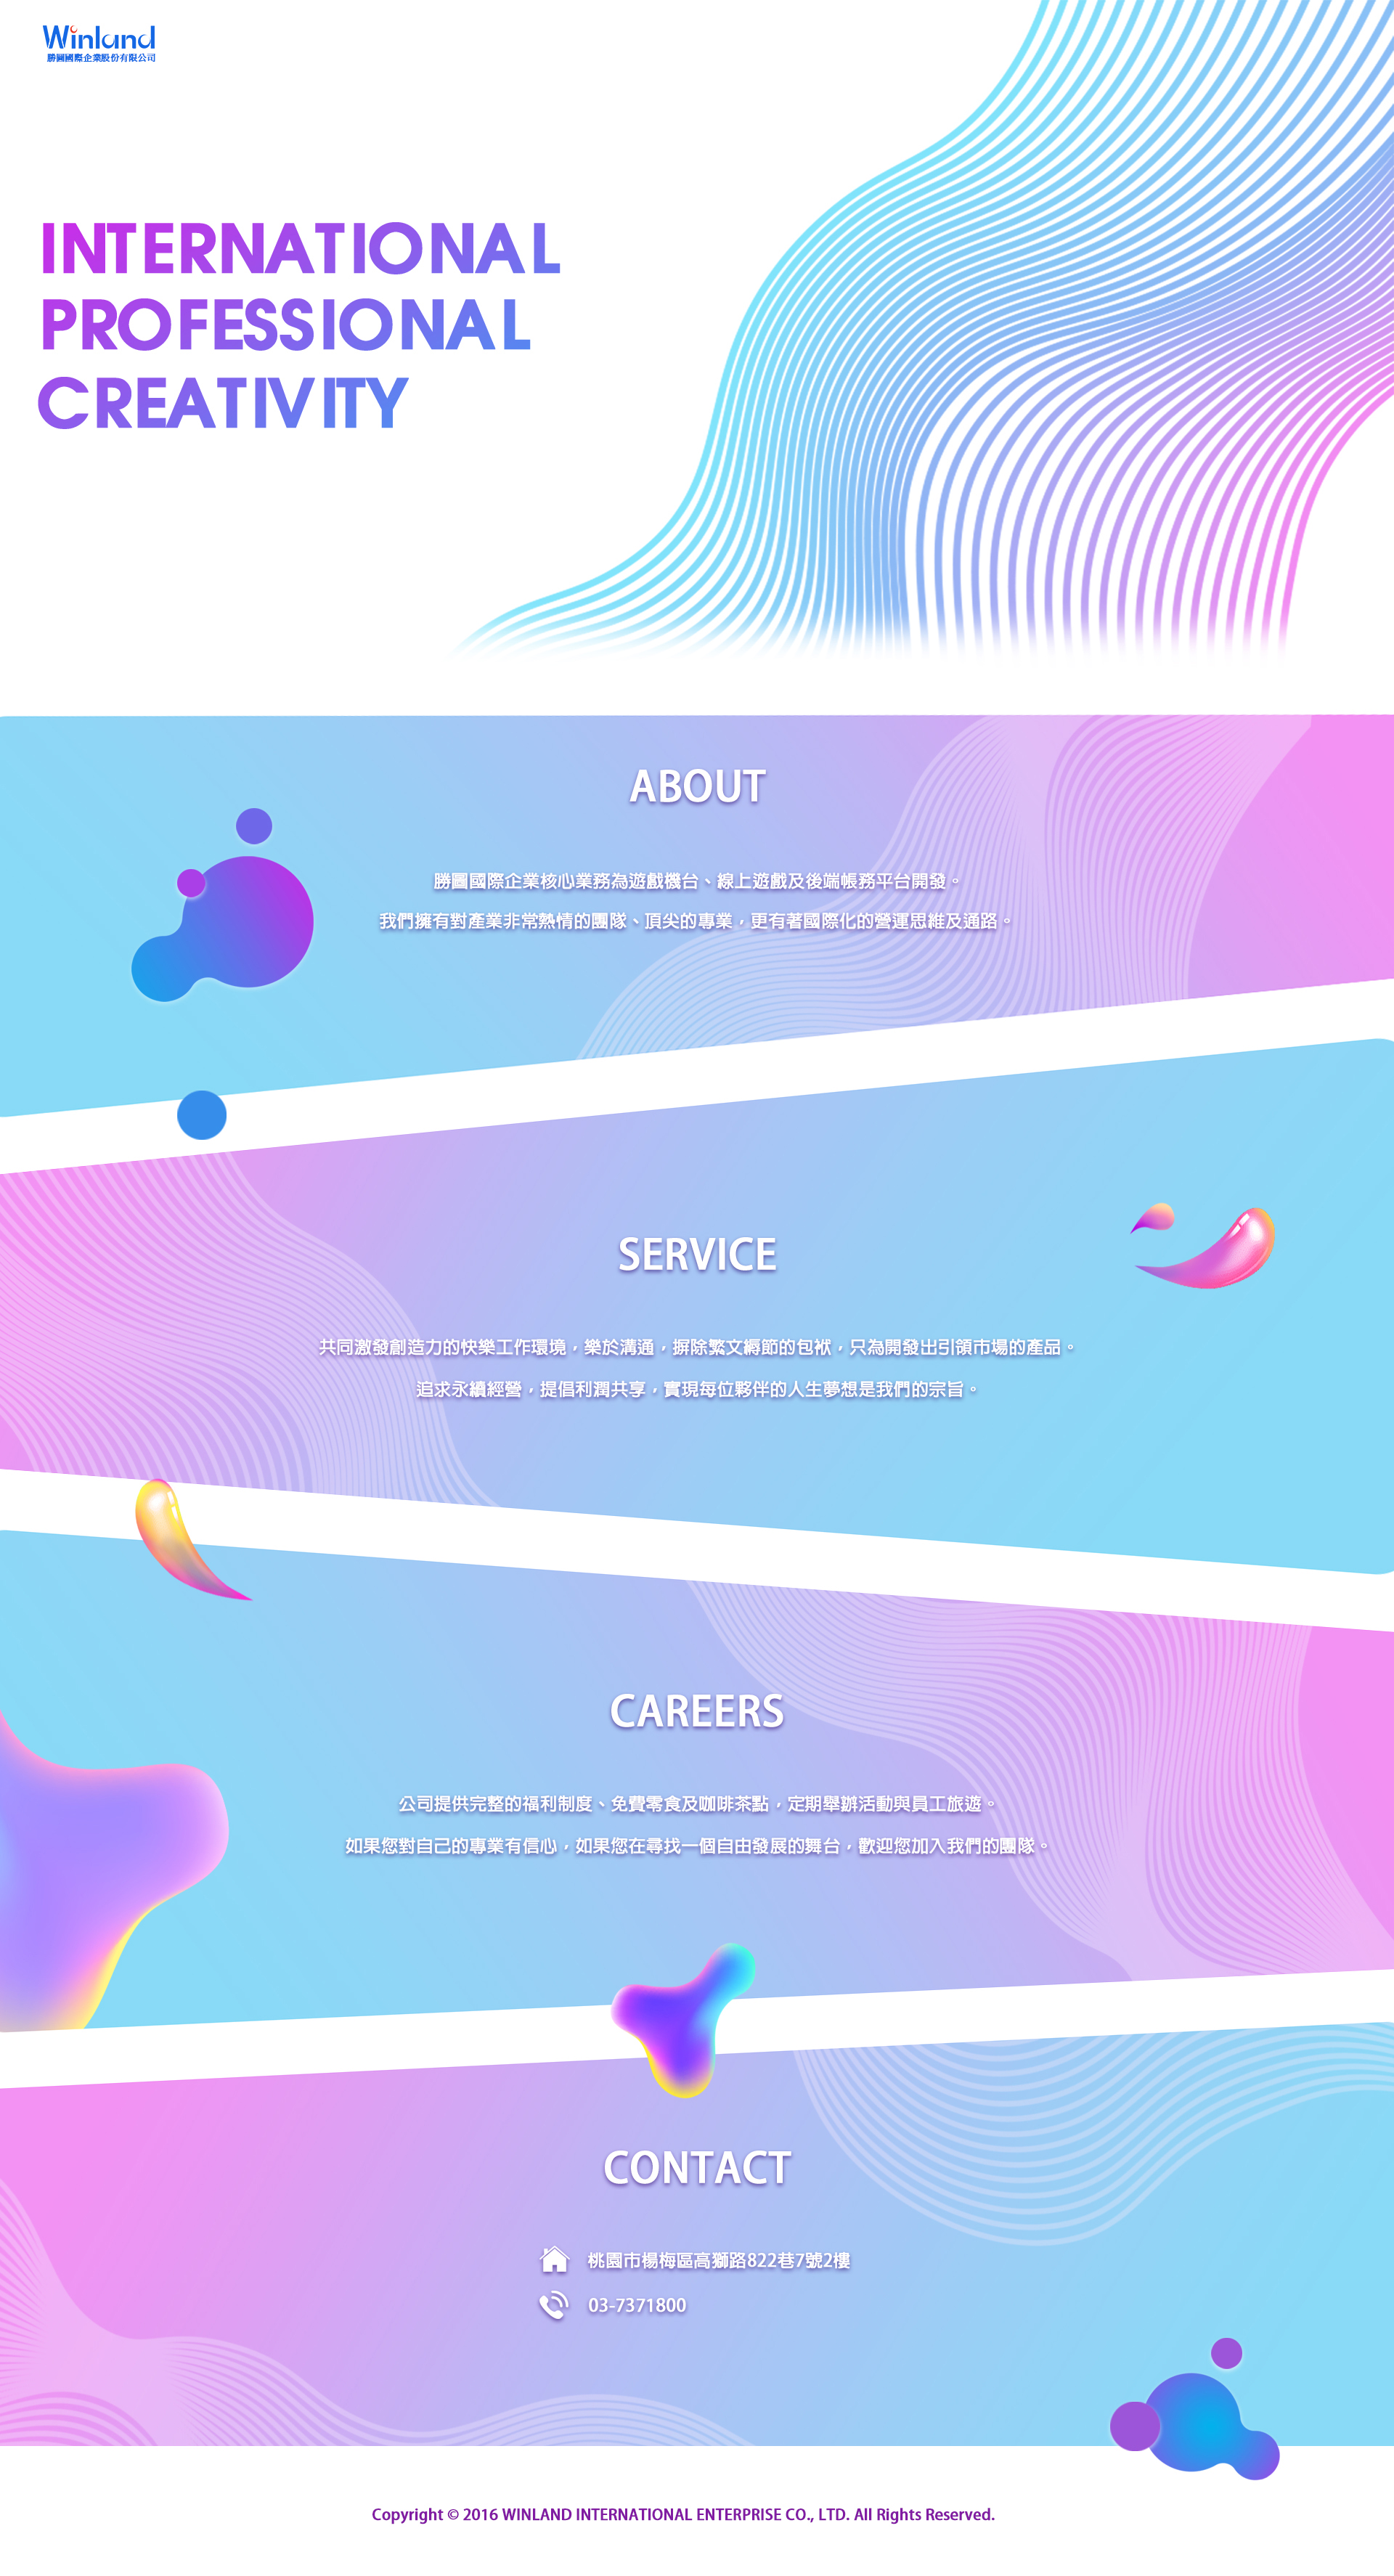 Winland
勝圖國際企業股份有限公司
INTERNATIONAL
PROFESSIONAL
CREATIVITY
ABOUT
勝圖國際企業核心業務為遊戲機台、線上遊戲及後端帳務平台開發。
我們擁有對產業非常熱情的團隊、頂尖的專業，更有著國際化的營運思維及通路。
SERVICE
共同激發創造力的快樂工作環境，樂於溝通，摒除繁文縟節的包袱，只為開發出引領市場的產品。
追求永續經營，提倡利潤共享，實現每位夥伴的人生夢想是我們的宗旨。
CAREERS
公司提供完整的福利制度、免費零食及咖啡茶點，定期舉辦活動與員工旅遊。
如果您對自己的專業有信心，如果您在尋找一個自由發展的舞台，歡迎您加入我們的團隊。
CONTACT
桃園市楊梅區高獅路822巷7號2樓
03-7371800
Copyright © 2016 WINLAND INTERNATIONAL ENTERPRISE CO., LTD. All Rights Reserved.